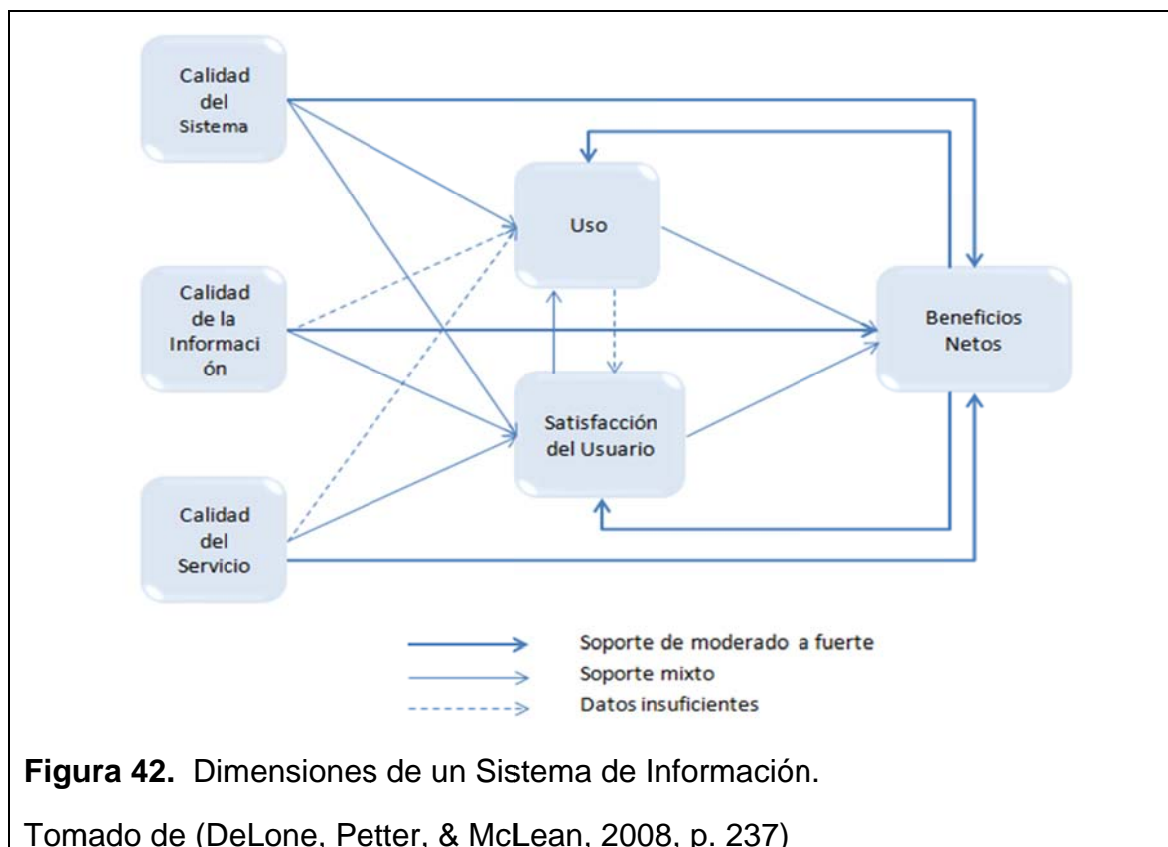 Calidad
del
Sistema
Uso
Calidad
de la
Informaci
ón
Beneficios
Netos
Satisfacción
del Usuario
Calidad
del
Servicio
Soporte de moderado a fuerte
Soporte mixto
Datos insuficientes
Figura 42. Dimensiones de un Sistema de Información.
Tomado de (DeLone, Petter, & McLean, 2008, p. 237)